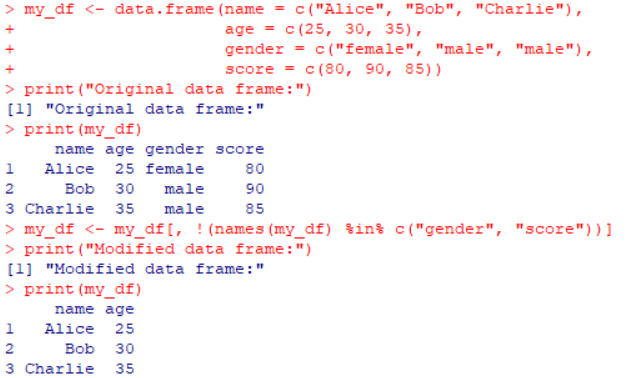 > my_df <- data.frame(name = c("Alice", "Bob", "Charlie"),
+                     age = c(25, 30, 35),
+                     gender = c("female", "male", "male"),
+                     score = c(80, 90, 85))
> print("Original data frame:")
[1] "Original data frame:"
> print(my_df)
     name age gender score
1   Alice  25 female    80
2     Bob  30   male    90
3 Charlie  35   male    85
> my_df <- my_df[, !(names(my_df) %in% c("gender", "score"))]
> print("Modified data frame:")
[1] "Modified data frame:"
> print(my_df)
     name age
1   Alice  25
2     Bob  30
3 Charlie  35